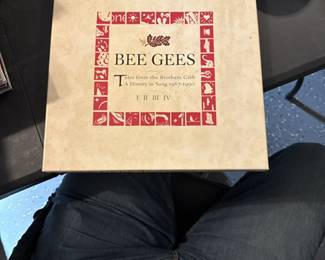 BEE GEES
Tales from the Brothers Gibb
A History in Song 1967-1990
I II III IV